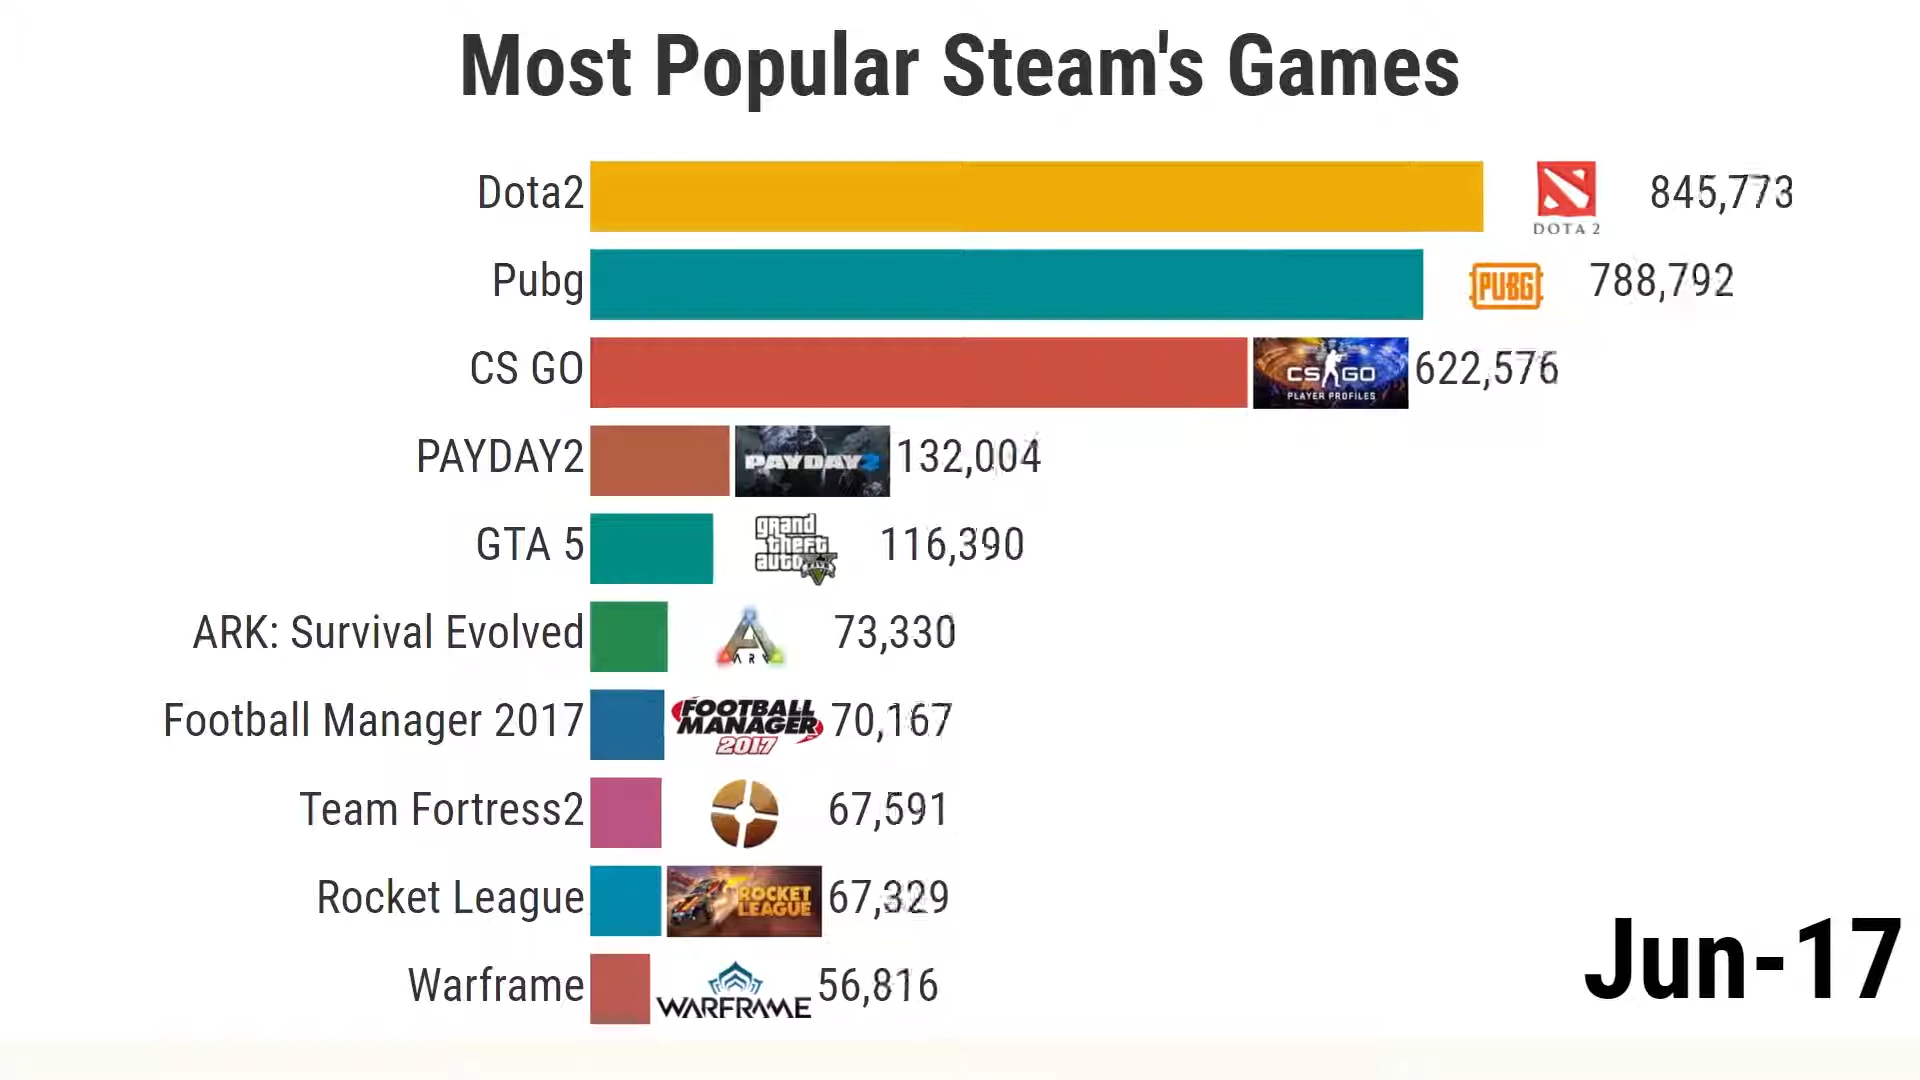 Most Popular Steam's Games
Dota2 DOTA 2 845,773
Pubg PUBG 788,792
CS GO CS GO PLAYER PROFILES 622,576
PAYDAY2 PAYDAY 2 132,004
GTA 5 grand theft auto FIVE 116,390
ARK: Survival Evolved ARK 73,330
Football Manager 2017 FOOTBALL MANAGER 2017 70,167
Team Fortress2 67,591
Rocket League ROCKET LEAGUE 67,329
Warframe WARFRAME 56,816
Jun-17